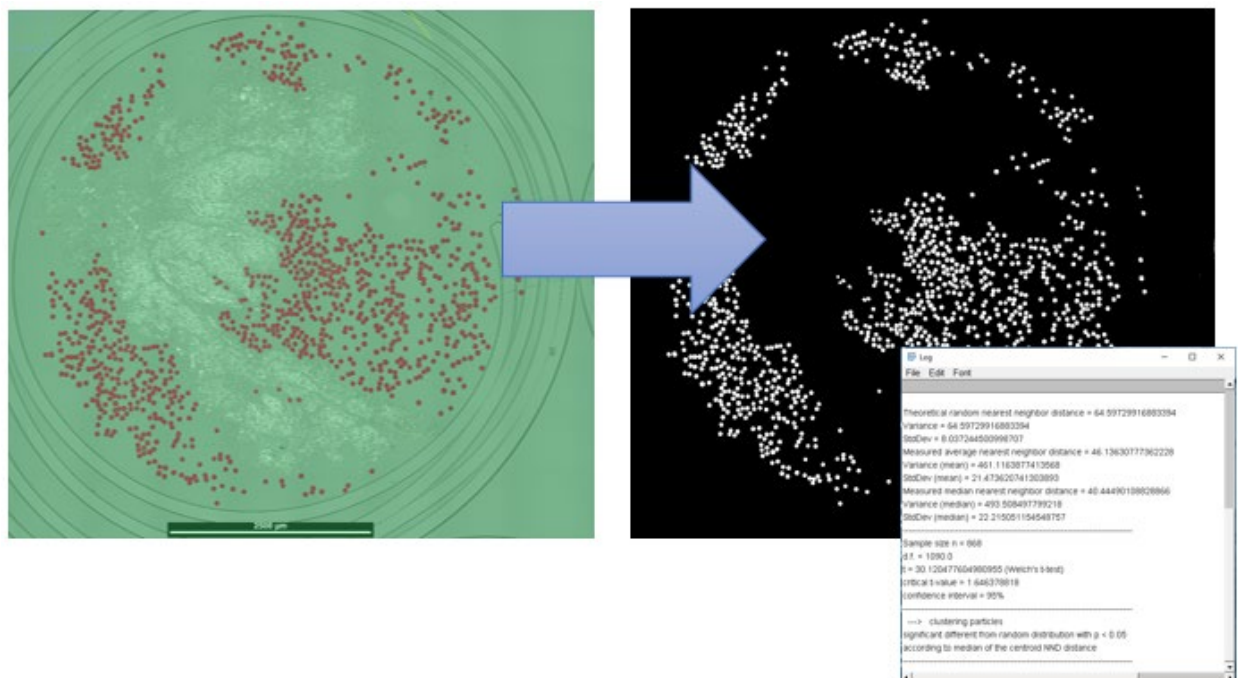 2500 µm
Log
File Edit Font
Theoretical random nearest neighbor distance = 64.59729916883394
Variance = 64.59729916883394
StdDev = 8.037244503998707
Measured average nearest neighbor distance = 46.13630777362228
Variance (mean) = 461.1163877413568
StdDev (mean) = 21.473620741303893
Measured median nearest neighbor distance = 40.44490108828866
Variance (median) = 493.508497799218
StdDev (median) = 22.215051154548757
Sample size n = 868
d.f. = 1090.0
t = 30.120477604980955 (Welch's t-test)
critical t-value = 1.646378818
confidence interval = 95%
---> clustering particles
significant different from random distribution with p < 0.05
according to median of the centroid NND distance